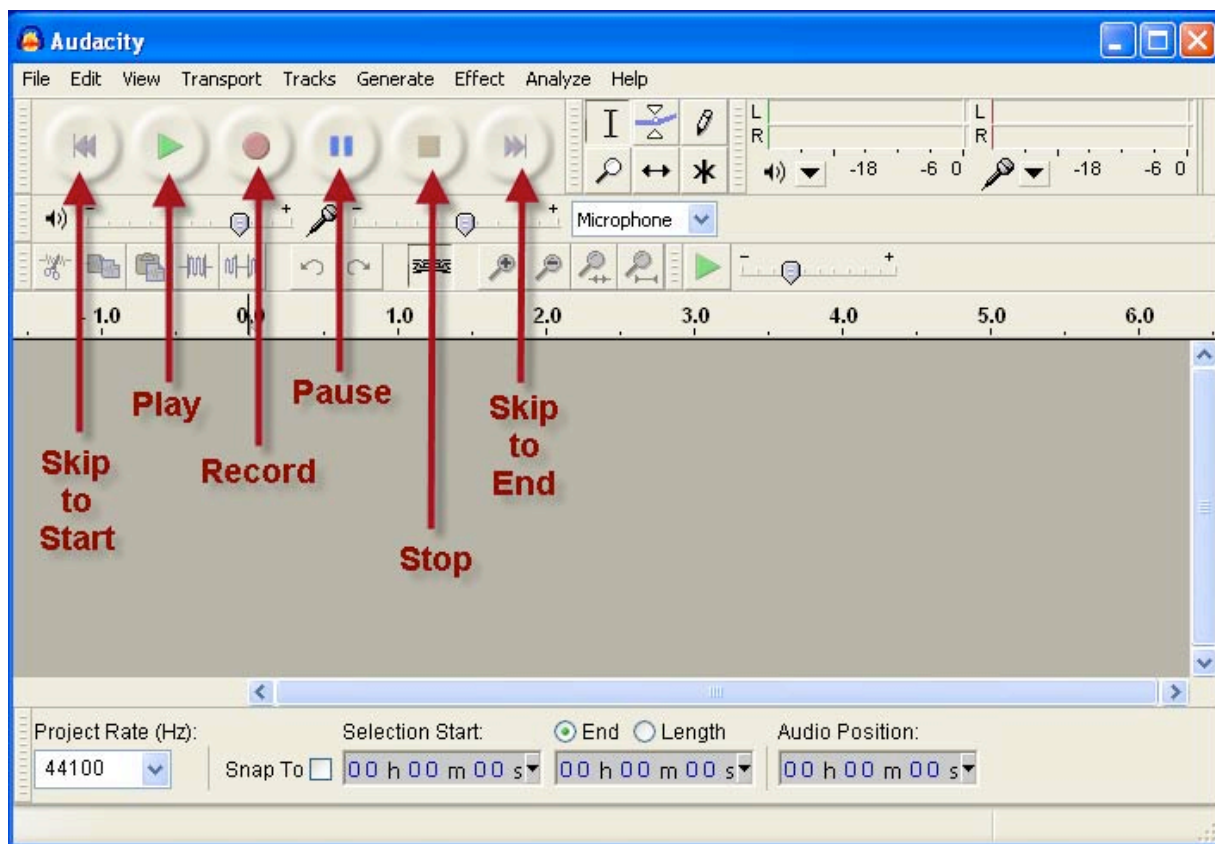 Audacity
File Edit View Transport Tracks Generate Effect Analyze Help
L L
R R
-18 -6 0 -18 -6 0
- + - + Microphone
- +
- 1.0 0.0 1.0 2.0 3.0 4.0 5.0 6.0
Play
Pause
Skip
to
End
Skip
to
Start
Record
Stop
Project Rate (Hz): Selection Start: End Length Audio Position:
44100 Snap To 00 h 00 m 00 s 00 h 00 m 00 s 00 h 00 m 00 s